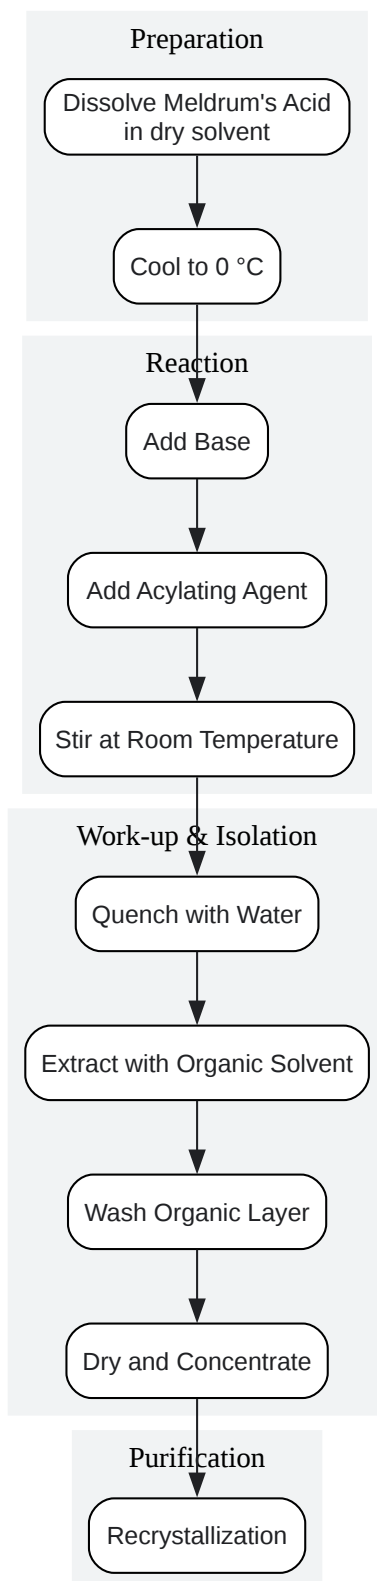 Preparation
Dissolve Meldrum's Acid
in dry solvent
Cool to 0 °C
Reaction
Add Base
Add Acylating Agent
Stir at Room Temperature
Work-up & Isolation
Quench with Water
Extract with Organic Solvent
Wash Organic Layer
Dry and Concentrate
Purification
Recrystallization